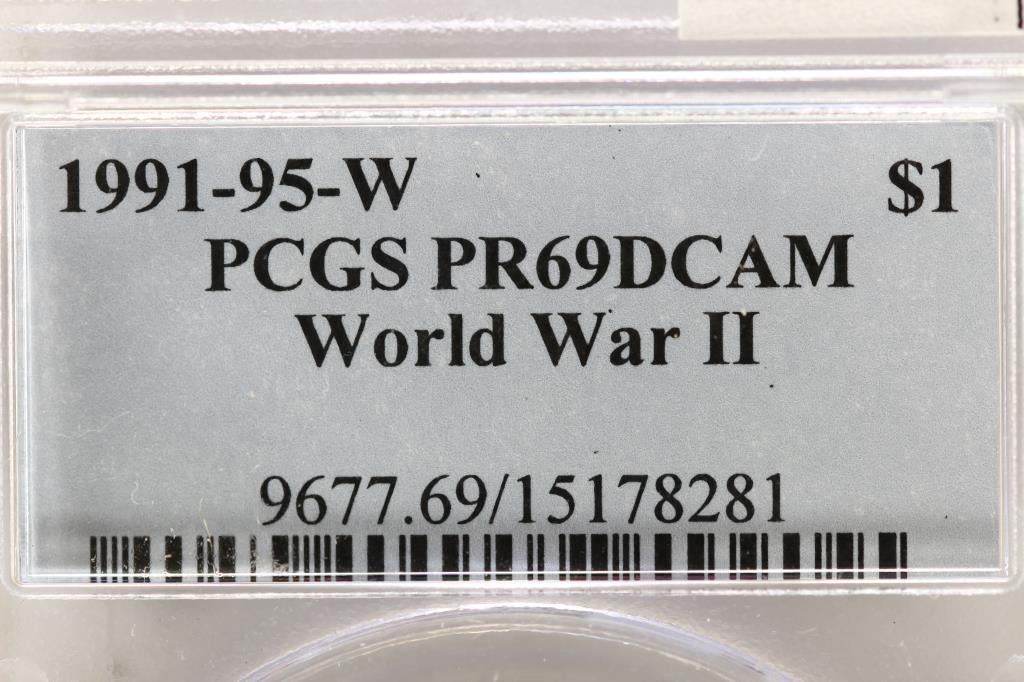 1991-95-W $1
PCGS PR69DCAM
World War II
9677.69/15178281